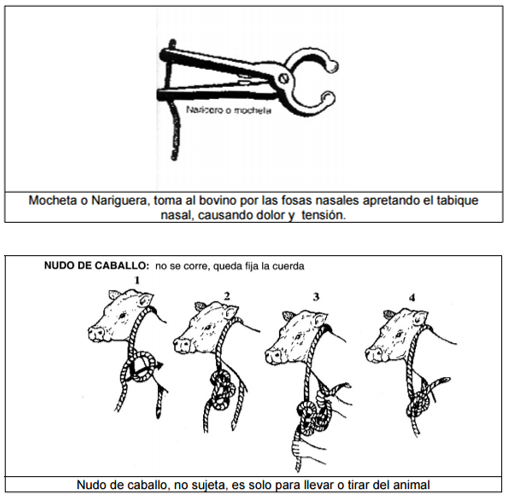 Naricero o mocheta
Mocheta o Nariguera, toma al bovino por las fosas nasales apretando el tabique
nasal, causando dolor y tensión.
NUDO DE CABALLO: no se corre, queda fija la cuerda
1
2
3
4
Nudo de caballo, no sujeta, es solo para llevar o tirar del animal